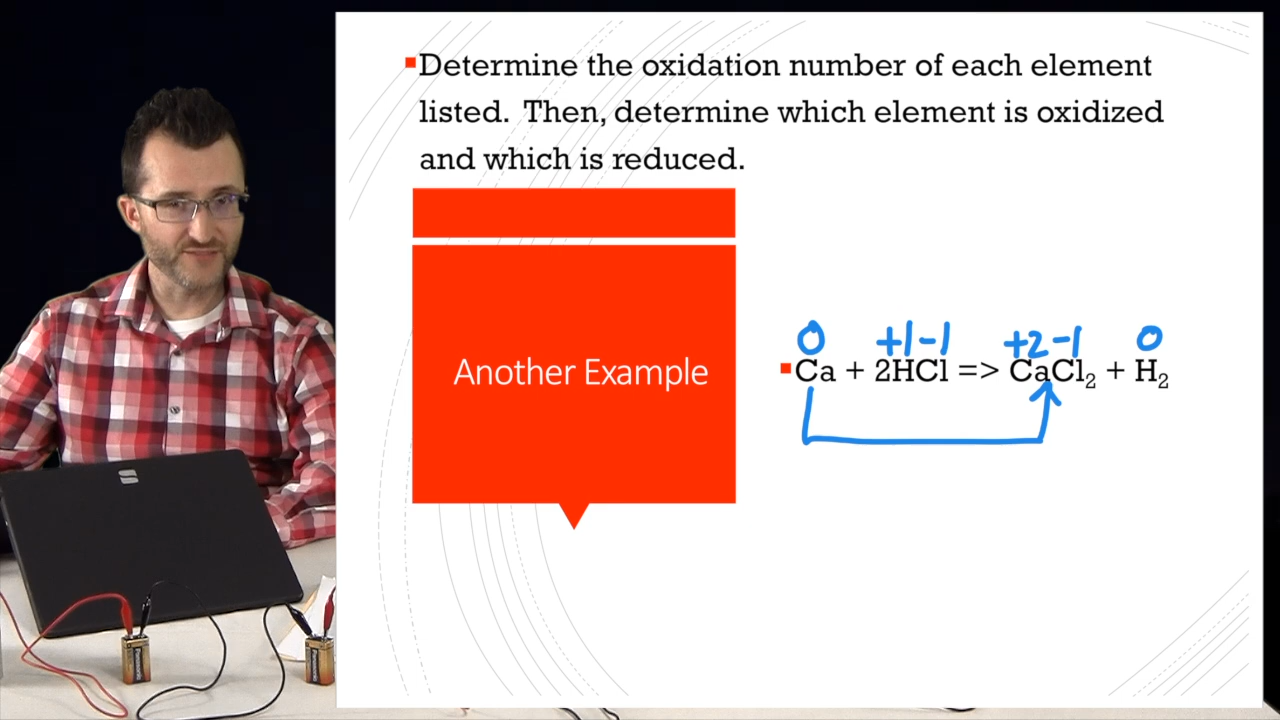 Determine the oxidation number of each element
listed. Then, determine which element is oxidized
and which is reduced.
Another Example
0 +1 -1 +2 -1 0
Ca + 2HCl => CaCl₂ + H₂